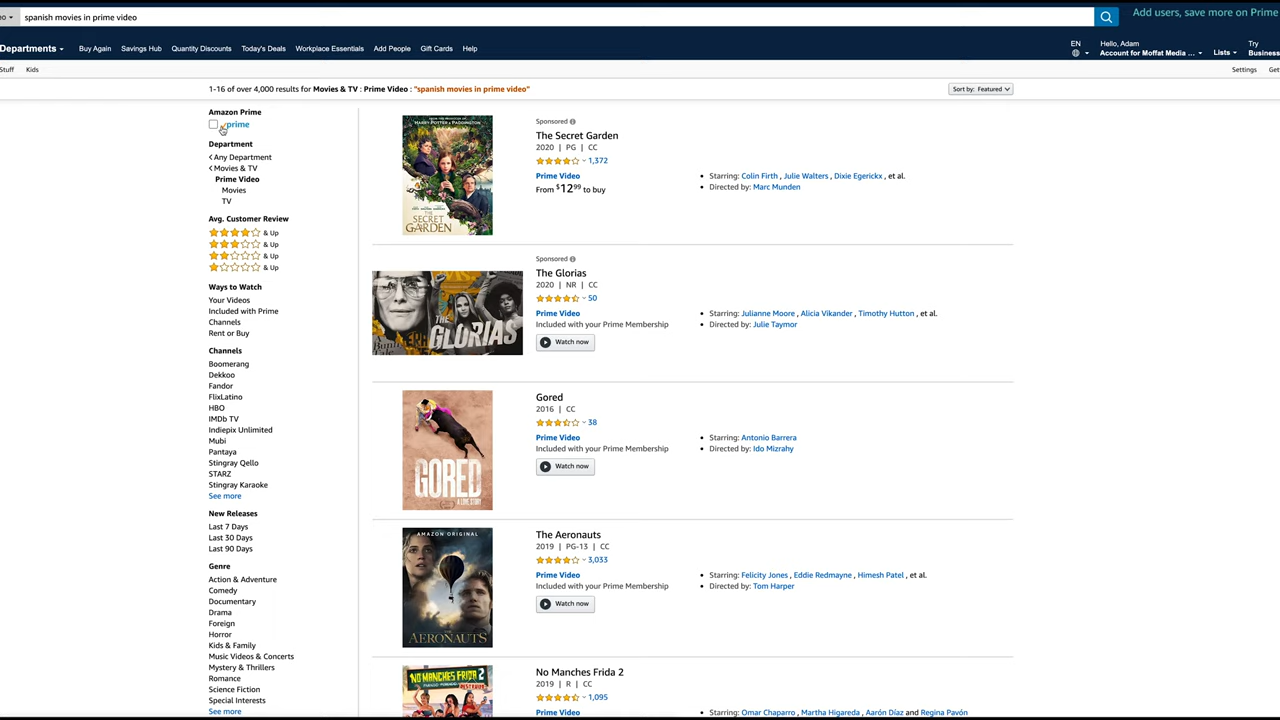 eo
spanish movies in prime video
Add users, save more on Prime
Departments
Buy Again
Savings Hub
Quantity Discounts
Today's Deals
Workplace Essentials
Add People
Gift Cards
Help
EN
Hello, Adam
Account for Moffat Media ...
Lists
Try
Business
Stuff
Kids
Settings
Get
1-16 of over 4,000 results for Movies & TV : Prime Video : "spanish movies in prime video"
Sort by: Featured
Amazon Prime
prime
Department
Any Department
Movies & TV
Prime Video
Movies
TV
Avg. Customer Review
& Up
& Up
& Up
& Up
Ways to Watch
Your Videos
Included with Prime
Channels
Rent or Buy
Channels
Boomerang
Dekkoo
Fandor
FlixLatino
HBO
IMDb TV
Indiepix Unlimited
Mubi
Pantaya
Stingray Qello
STARZ
Stingray Karaoke
See more
New Releases
Last 7 Days
Last 30 Days
Last 90 Days
Genre
Action & Adventure
Comedy
Documentary
Drama
Foreign
Horror
Kids & Family
Music Videos & Concerts
Mystery & Thrillers
Romance
Science Fiction
Special Interests
See more
HARRY POTTER & PADDINGTON
THE
SECRET
GARDEN
Sponsored
The Secret Garden
2020 | PG | CC
1,372
Prime Video
From $12.99 to buy
Starring: Colin Firth , Julie Walters , Dixie Egerickx , et al.
Directed by: Marc Munden
THE
GLORIAS
Sponsored
The Glorias
2020 | NR | CC
50
Prime Video
Included with your Prime Membership
Watch now
Starring: Julianne Moore , Alicia Vikander , Timothy Hutton , et al.
Directed by: Julie Taymor
GORED
A LOVE STORY
Gored
2016 | CC
38
Prime Video
Included with your Prime Membership
Watch now
Starring: Antonio Barrera
Directed by: Ido Mizrahy
AMAZON ORIGINAL
THE
AERONAUTS
The Aeronauts
2019 | PG-13 | CC
3,033
Prime Video
Included with your Prime Membership
Watch now
Starring: Felicity Jones , Eddie Redmayne , Himesh Patel , et al.
Directed by: Tom Harper
NO MANCHES FRIDA 2
No Manches Frida 2
2019 | R | CC
1,095
Prime Video
Starring: Omar Chaparro , Martha Higareda , Aarón Díaz and Regina Pavón